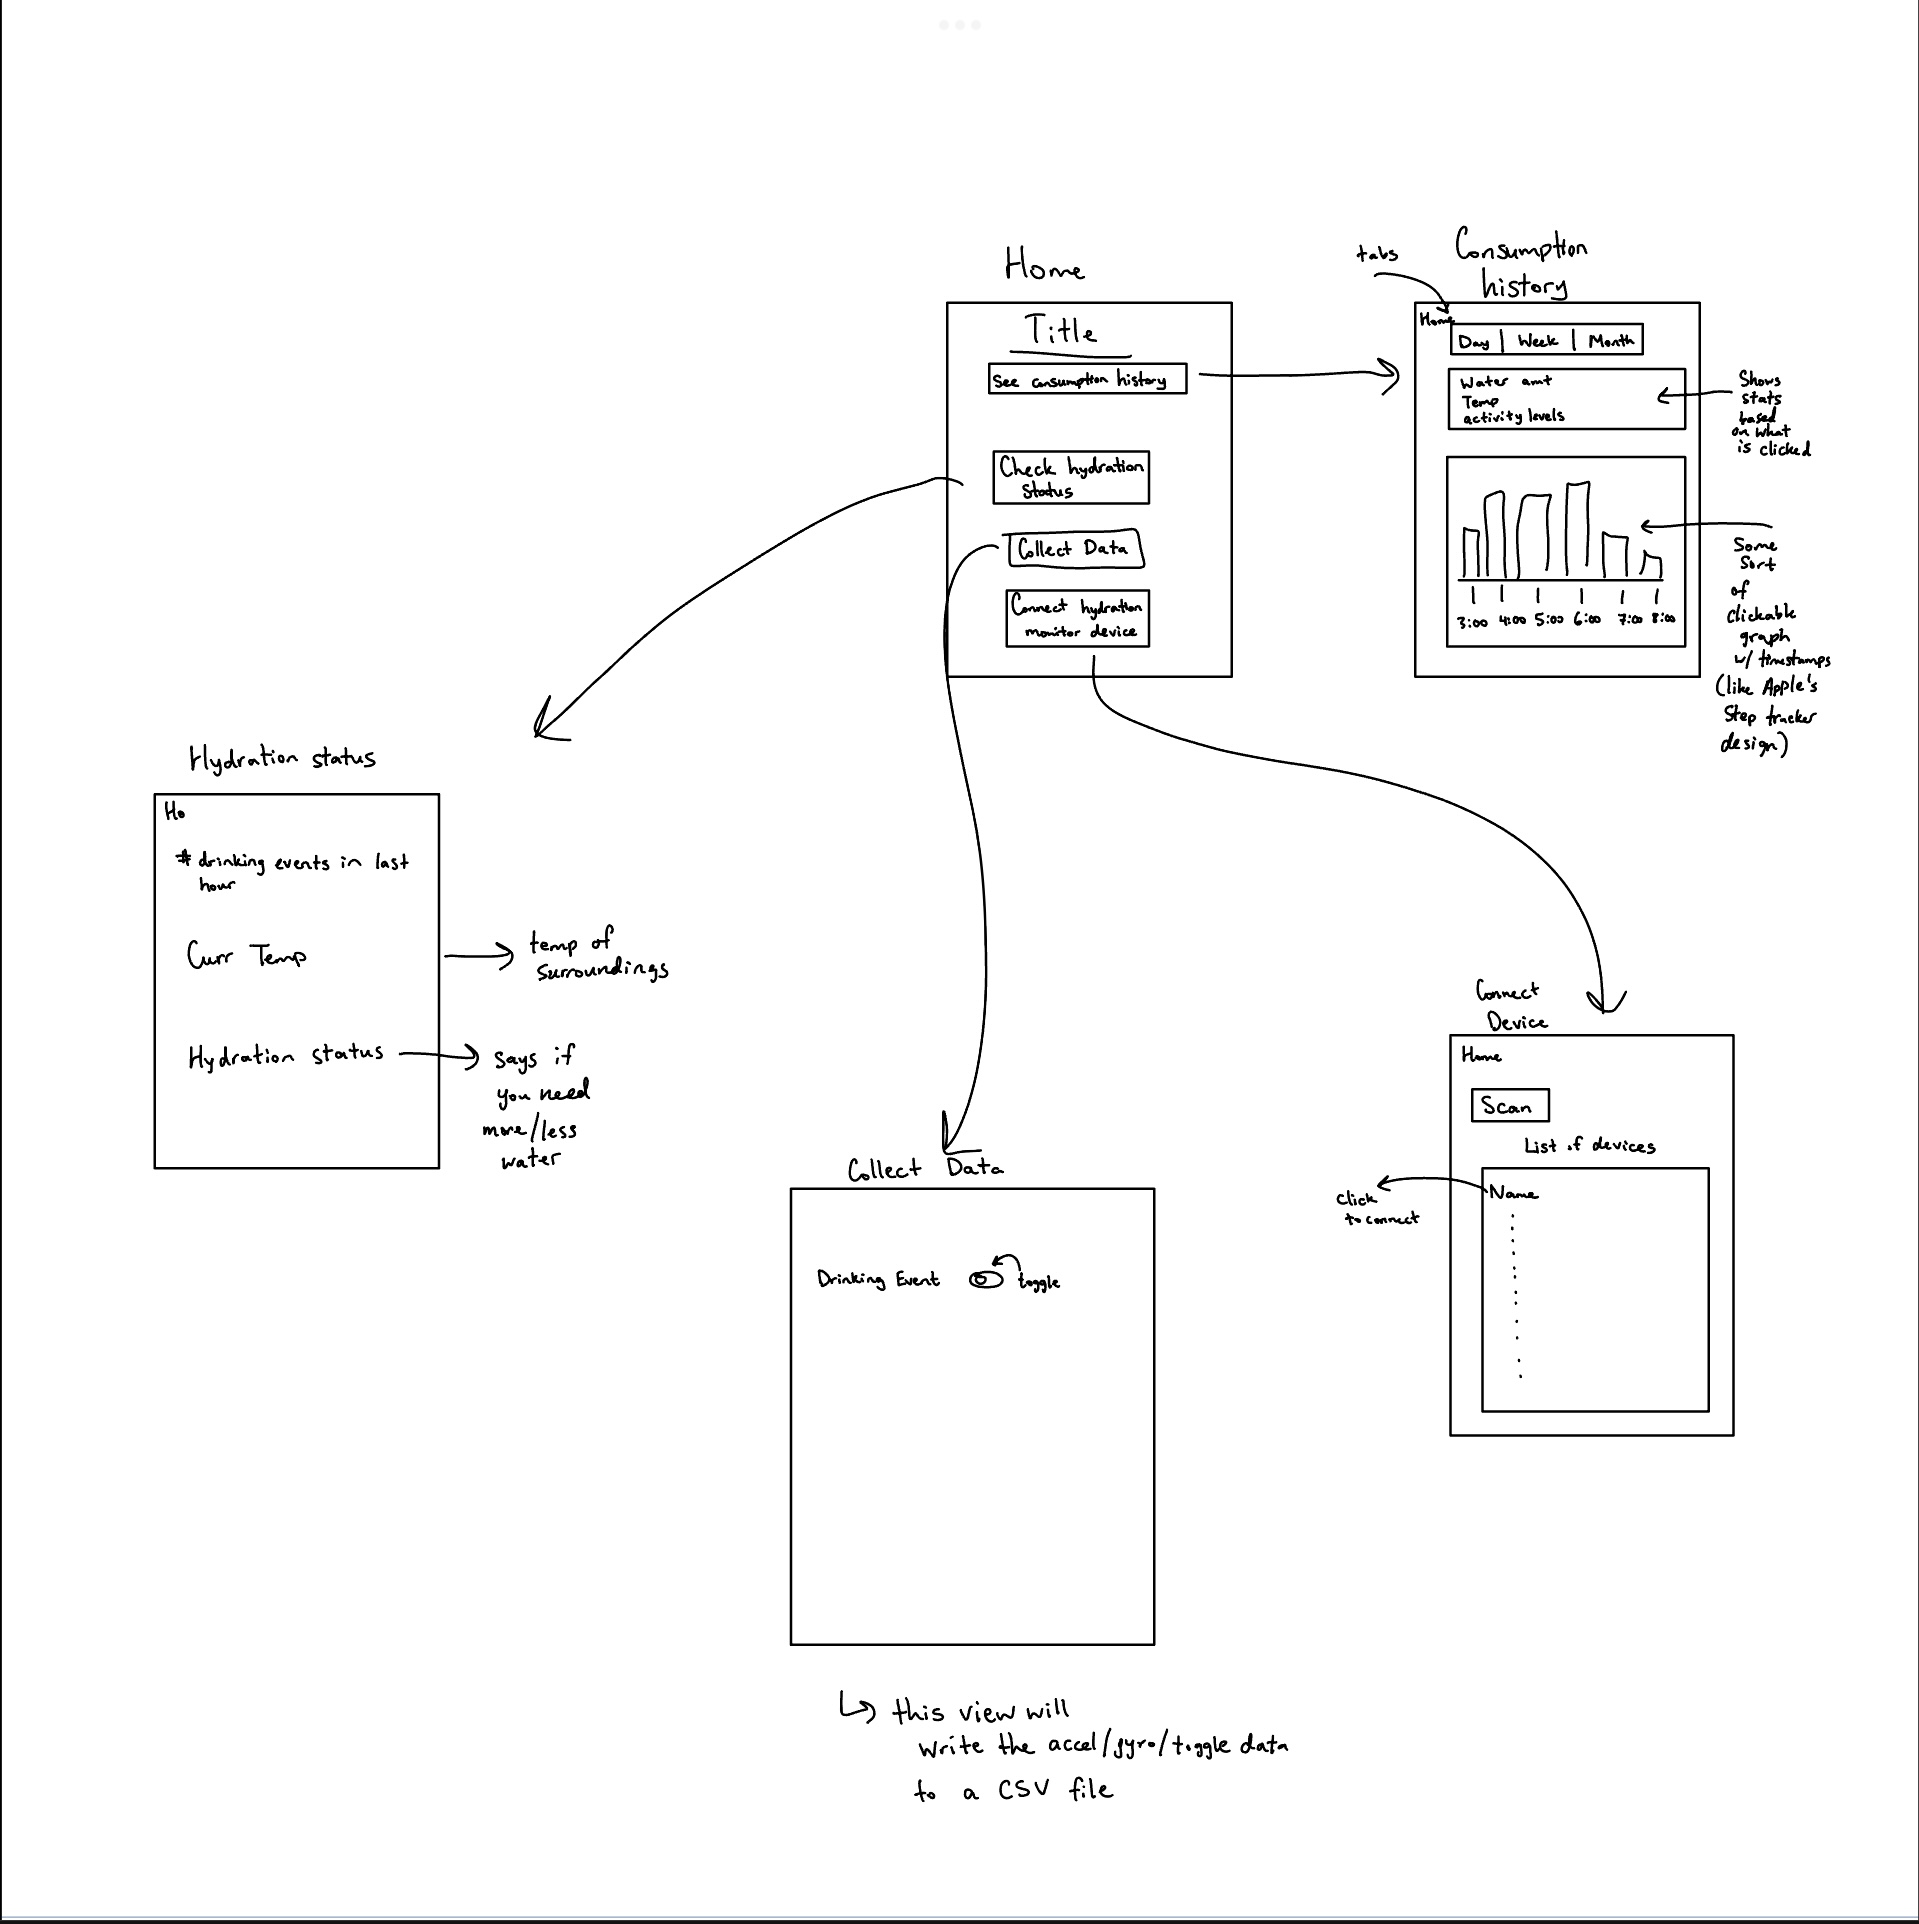 Home
Title
See consumption history
Check hydration
Status
Collect Data
Connect hydration
monitor device
tabs
Consumption
history
Home
Day | Week | Month
Water amt
Temp
activity levels
Shows
stats
based
on what
is clicked
3:00 4:00 5:00 6:00 7:00 8:00
Some
Sort
of
clickable
graph
w/ timestamps
(like Apple's
Step tracker
design)
Hydration status
Ho
# drinking events in last
hour
Curr Temp
temp of
surroundings
Hydration status
says if
you need
more/less
water
Collect Data
Drinking Event
toggle
this view will
write the accel/gyro/toggle data
to a CSV file
Connect
Device
Home
Scan
List of devices
Name
Click
to connect